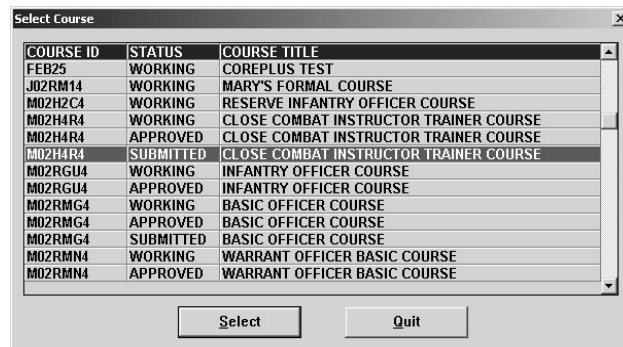 Select Course
COURSE ID STATUS COURSE TITLE
FEB25 WORKING COREPLUS TEST
J02RM14 WORKING MARY'S FORMAL COURSE
M02H2C4 WORKING RESERVE INFANTRY OFFICER COURSE
M02H4R4 WORKING CLOSE COMBAT INSTRUCTOR TRAINER COURSE
M02H4R4 APPROVED CLOSE COMBAT INSTRUCTOR TRAINER COURSE
M02H4R4 SUBMITTED CLOSE COMBAT INSTRUCTOR TRAINER COURSE
M02RGU4 WORKING INFANTRY OFFICER COURSE
M02RGU4 APPROVED INFANTRY OFFICER COURSE
M02RMG4 WORKING BASIC OFFICER COURSE
M02RMG4 APPROVED BASIC OFFICER COURSE
M02RMG4 SUBMITTED BASIC OFFICER COURSE
M02RMN4 WORKING WARRANT OFFICER BASIC COURSE
M02RMN4 APPROVED WARRANT OFFICER BASIC COURSE
Select Quit